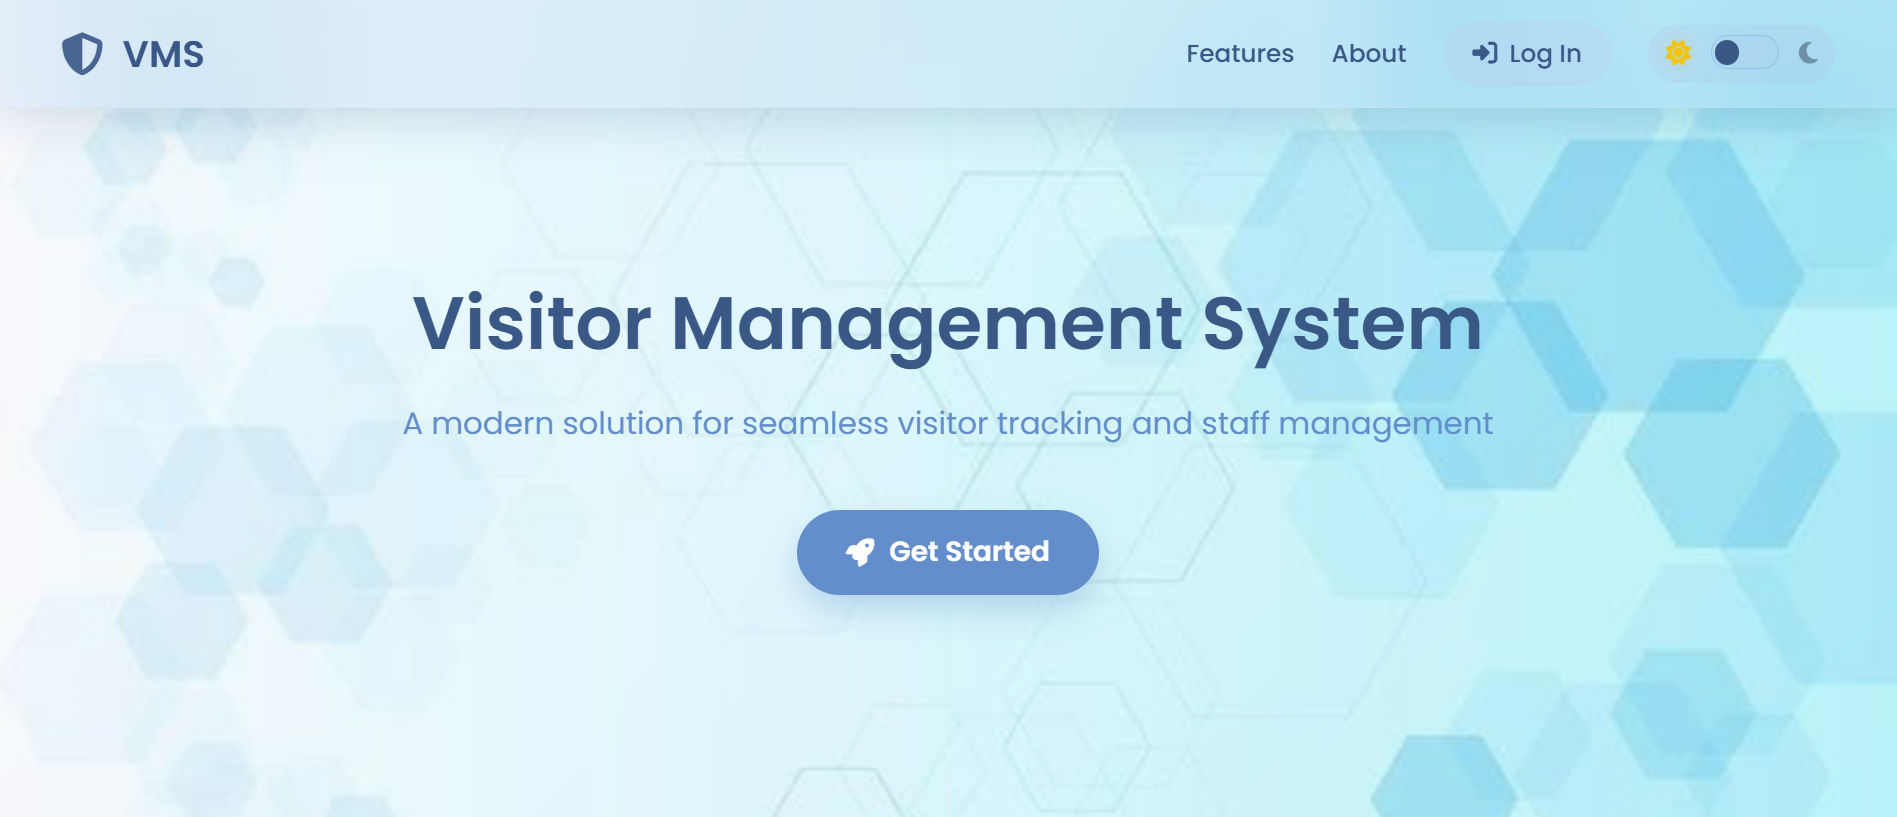 VMS
Features
About
Log In
Visitor Management System
A modern solution for seamless visitor tracking and staff management
Get Started